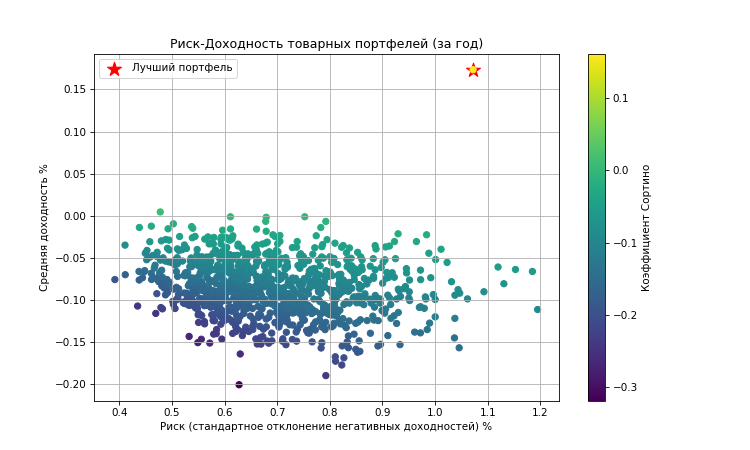 Риск-Доходность товарных портфелей (за год)
Лучший портфель
0.15
0.10
0.05
0.00
−0.05
−0.10
−0.15
−0.20
Средняя доходность %
0.4 0.5 0.6 0.7 0.8 0.9 1.0 1.1 1.2
Риск (стандартное отклонение негативных доходностей) %
0.1
0.0
−0.1
−0.2
−0.3
Коэффициент Сортино